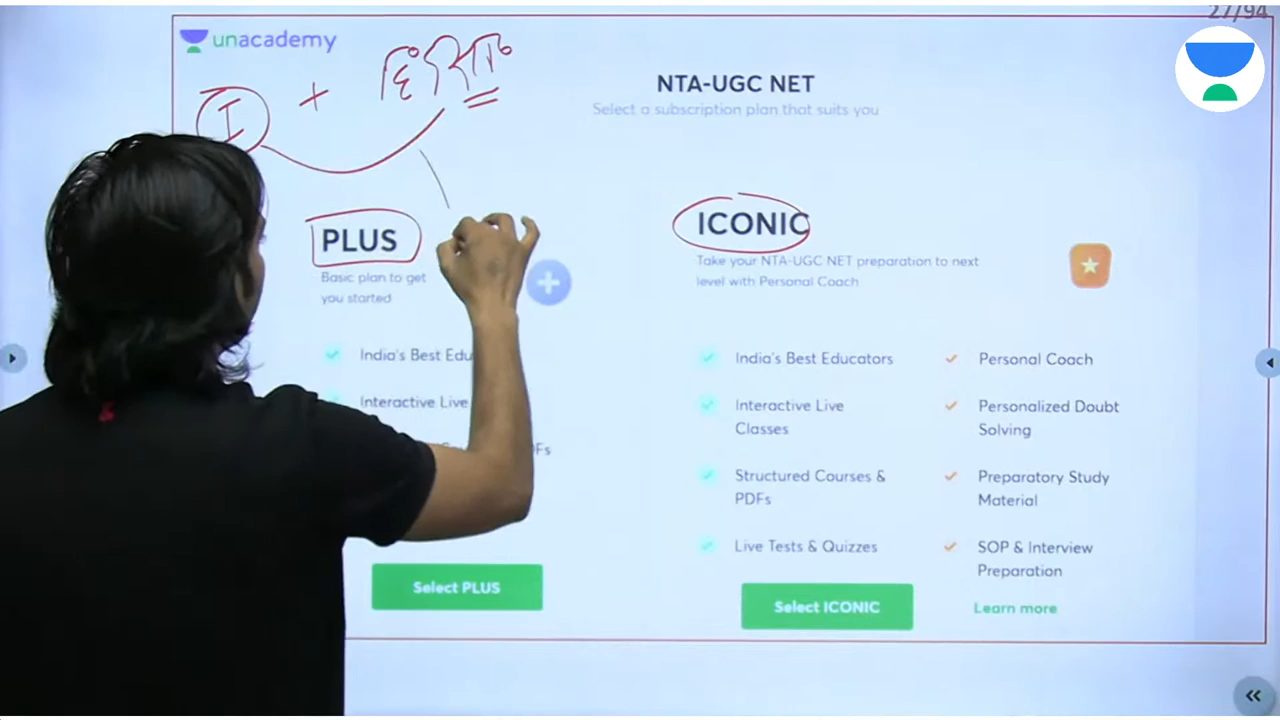 27/94
unacademy
I + हिं
NTA-UGC NET
Select a subscription plan that suits you
PLUS
Basic plan to get
you started
India's Best Edu
Interactive Live
DFs
Select PLUS
ICONIC
Take your NTA-UGC NET preparation to next
level with Personal Coach
India's Best Educators
Interactive Live
Classes
Structured Courses &
PDFs
Live Tests & Quizzes
Personal Coach
Personalized Doubt
Solving
Preparatory Study
Material
SOP & Interview
Preparation
Select ICONIC
Learn more